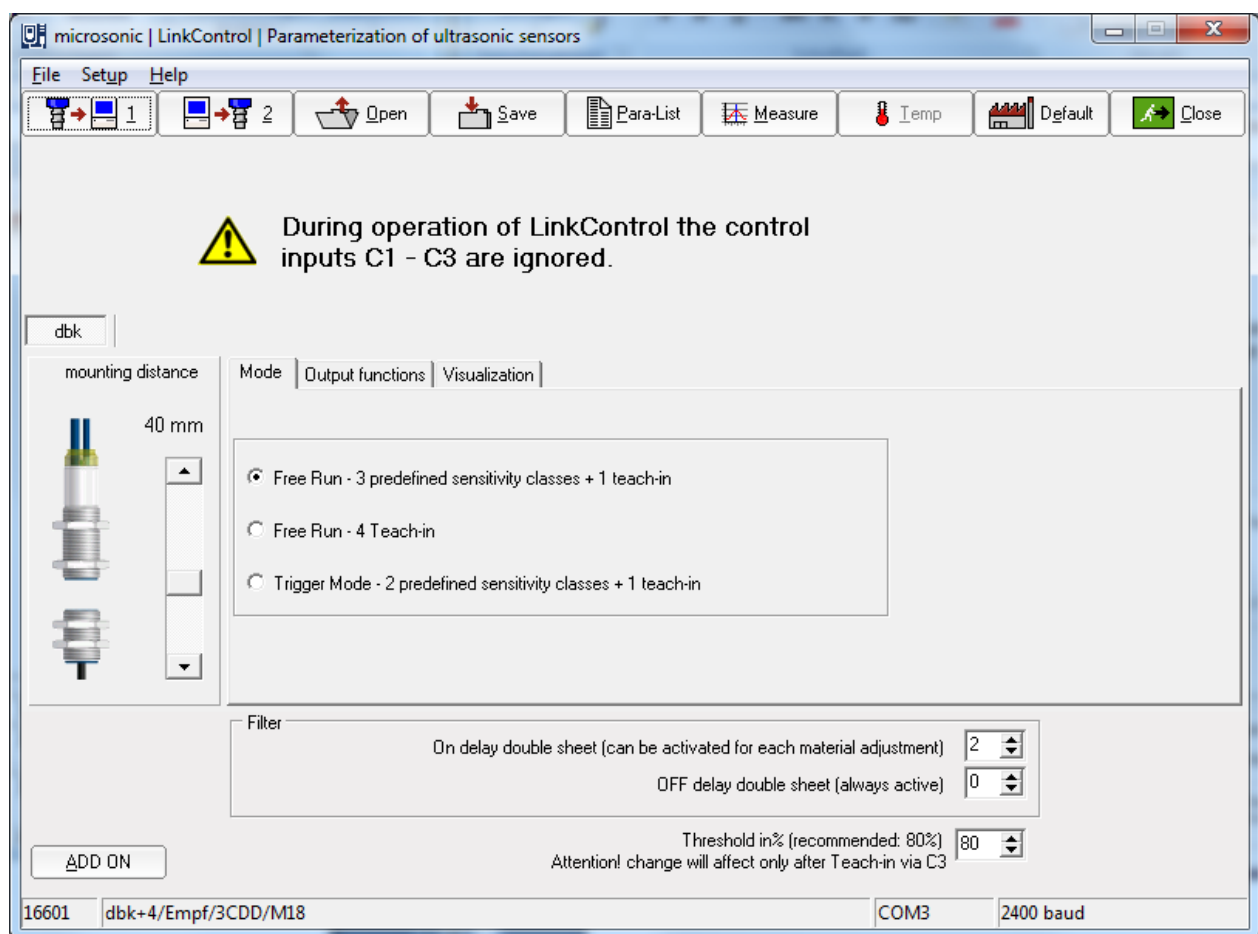 microsonic | LinkControl | Parameterization of ultrasonic sensors
File Setup Help
1 2 Open Save Para-List Measure Temp Default Close
During operation of LinkControl the control
inputs C1 - C3 are ignored.
dbk
mounting distance
40 mm
Mode Output functions Visualization
Free Run - 3 predefined sensitivity classes + 1 teach-in
Free Run - 4 Teach-in
Trigger Mode - 2 predefined sensitivity classes + 1 teach-in
Filter
On delay double sheet (can be activated for each material adjustment) 2
OFF delay double sheet (always active) 0
Threshold in% (recommended: 80%) 80
Attention! change will affect only after Teach-in via C3
ADD ON
16601 dbk+4/Empf/3CDD/M18 COM3 2400 baud